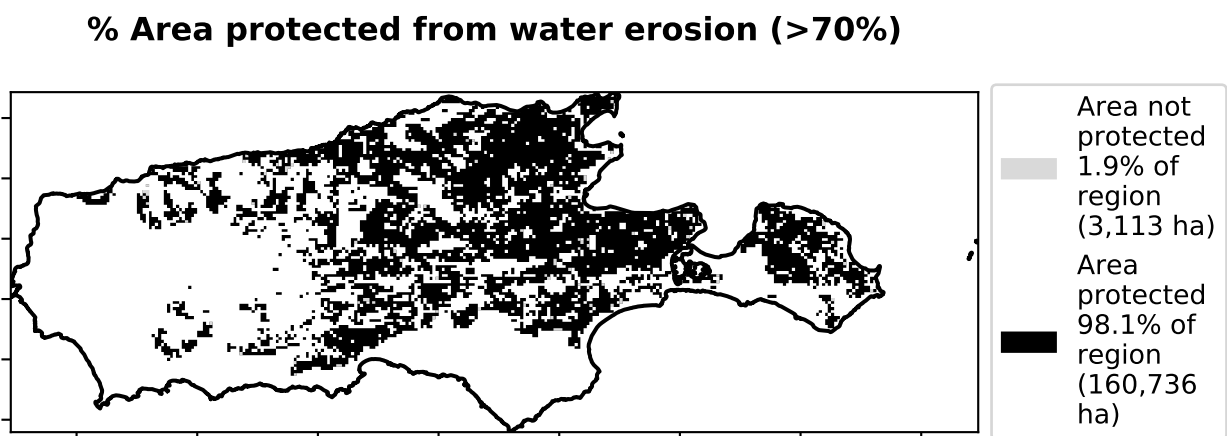 % Area protected from water erosion (>70%)
Area not
protected
1.9% of
region
(3,113 ha)
Area
protected
98.1% of
region
(160,736
ha)